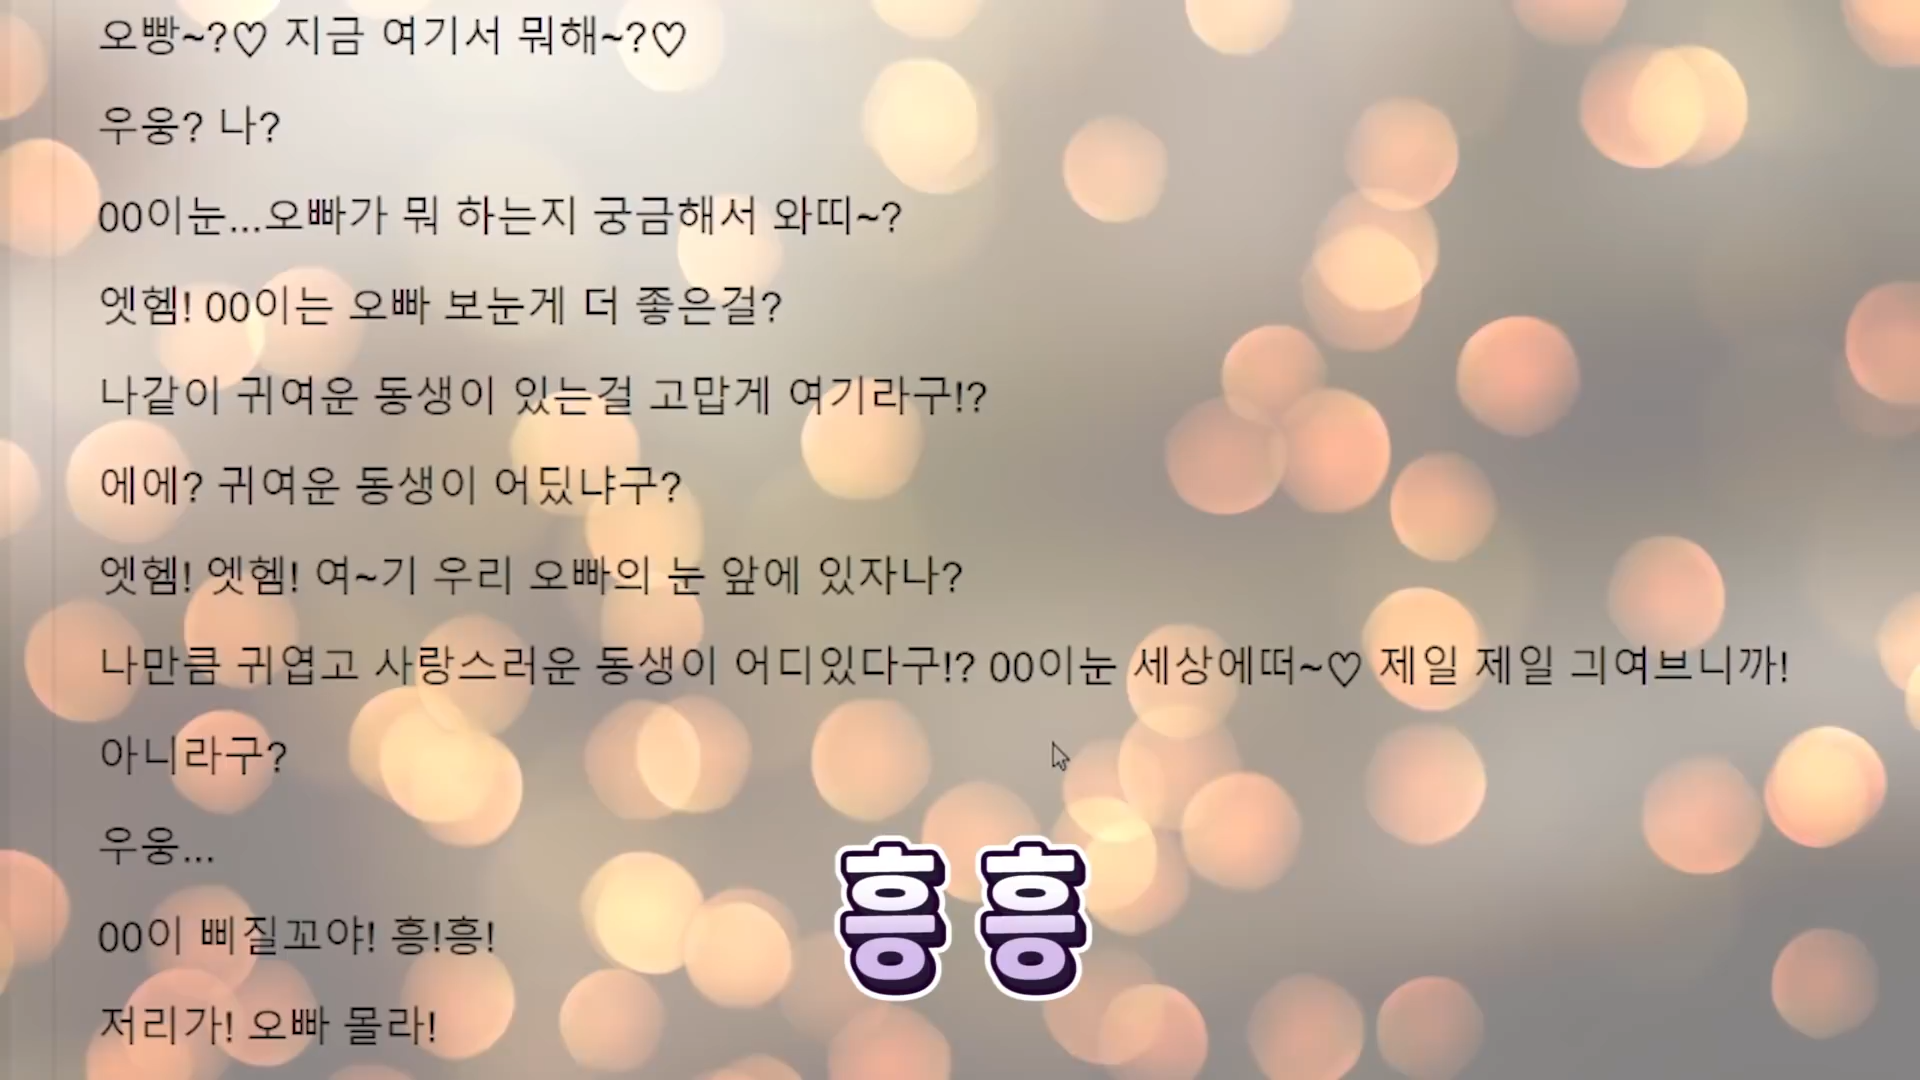 오빵~?♡ 지금 여기서 뭐해~?♡
우웅? 나?
00이눈...오빠가 뭐 하는지 궁금해서 와띠~?
엣헴! 00이는 오빠 보눈게 더 좋은걸?
나같이 귀여운 동생이 있는걸 고맙게 여기라구!?
에에? 귀여운 동생이 어딨냐구?
엣헴! 엣헴! 여~기 우리 오빠의 눈 앞에 있자나?
나만큼 귀엽고 사랑스러운 동생이 어디있다구!? 00이눈 세상에떠~♡ 제일 제일 긔여브니까!
아니라구?
우웅...
00이 삐질꼬야! 흥!흥!
저리가! 오빠 몰라!
흥 흥